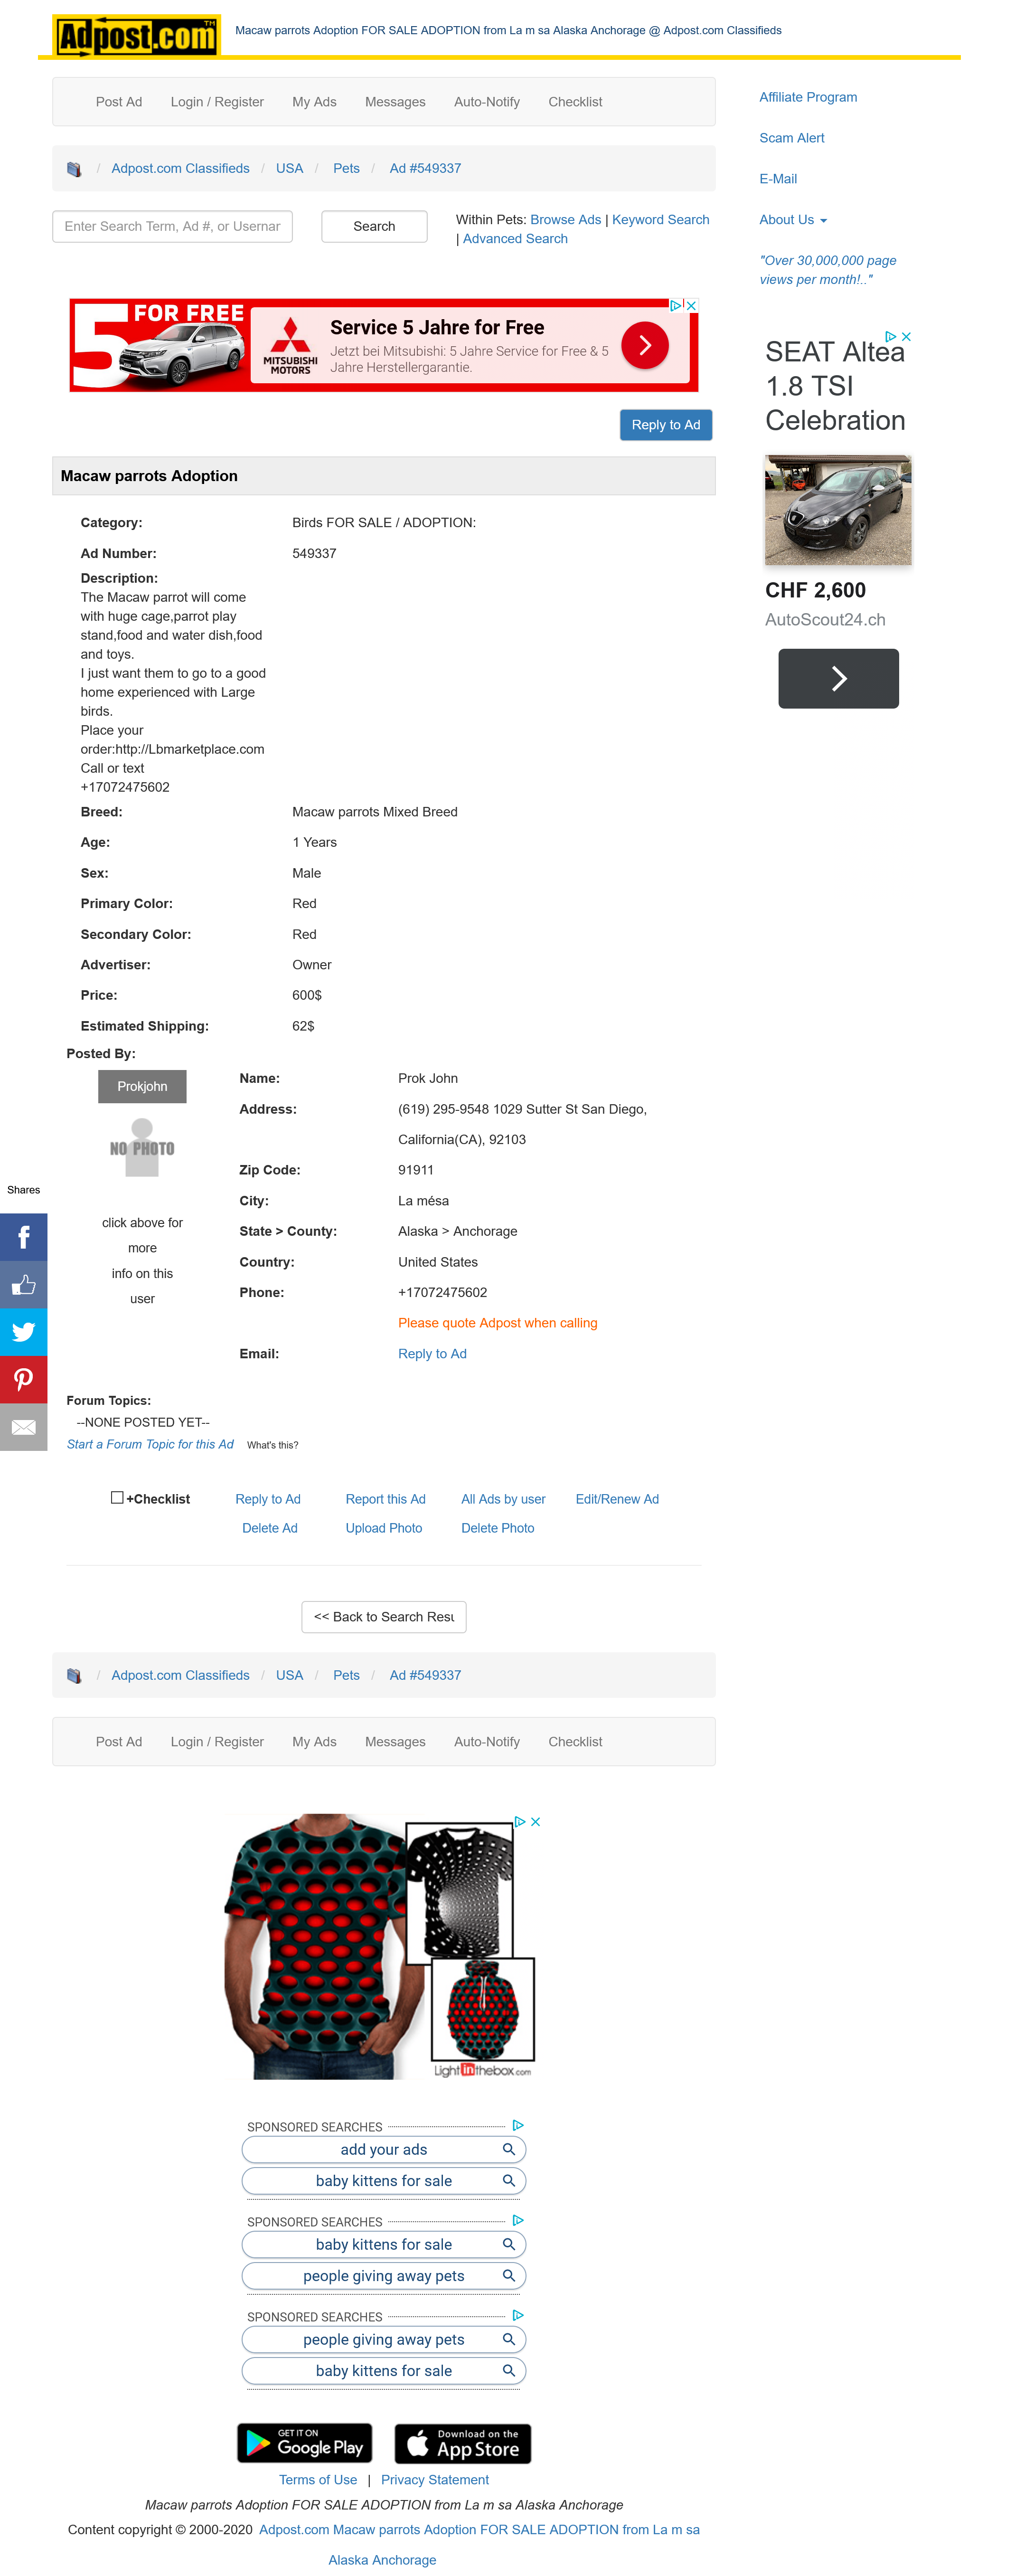 Adpost.com™
Macaw parrots Adoption FOR SALE ADOPTION from La m sa Alaska Anchorage @ Adpost.com Classifieds
Post Ad Login / Register My Ads Messages Auto-Notify Checklist
/ Adpost.com Classifieds / USA / Pets / Ad #549337
Enter Search Term, Ad #, or Usernar
Search
Within Pets: Browse Ads | Keyword Search
| Advanced Search
Affiliate Program
Scam Alert
E-Mail
About Us
"Over 30,000,000 page
views per month!.."
5 FOR FREE
MITSUBISHI
MOTORS
Service 5 Jahre for Free
Jetzt bei Mitsubishi: 5 Jahre Service for Free & 5
Jahre Herstellergarantie.
SEAT Altea
1.8 TSI
Celebration
CHF 2,600
AutoScout24.ch
Reply to Ad
Macaw parrots Adoption
Category: Birds FOR SALE / ADOPTION:
Ad Number: 549337
Description:
The Macaw parrot will come
with huge cage,parrot play
stand,food and water dish,food
and toys.
I just want them to go to a good
home experienced with Large
birds.
Place your
order:http://Lbmarketplace.com
Call or text
+17072475602
Breed: Macaw parrots Mixed Breed
Age: 1 Years
Sex: Male
Primary Color: Red
Secondary Color: Red
Advertiser: Owner
Price: 600$
Estimated Shipping: 62$
Posted By:
Prokjohn
NO PHOTO
click above for
more
info on this
user
Name: Prok John
Address: (619) 295-9548 1029 Sutter St San Diego,
California(CA), 92103
Zip Code: 91911
City: La mésa
State > County: Alaska > Anchorage
Country: United States
Phone: +17072475602
Please quote Adpost when calling
Email: Reply to Ad
Shares
Forum Topics:
--NONE POSTED YET--
Start a Forum Topic for this Ad What's this?
+Checklist Reply to Ad Report this Ad All Ads by user Edit/Renew Ad
Delete Ad Upload Photo Delete Photo
<< Back to Search Resu
/ Adpost.com Classifieds / USA / Pets / Ad #549337
Post Ad Login / Register My Ads Messages Auto-Notify Checklist
Lightinthebox.com
SPONSORED SEARCHES
add your ads
baby kittens for sale
SPONSORED SEARCHES
baby kittens for sale
people giving away pets
SPONSORED SEARCHES
people giving away pets
baby kittens for sale
GET IT ON
Google Play
Download on the
App Store
Terms of Use | Privacy Statement
Macaw parrots Adoption FOR SALE ADOPTION from La m sa Alaska Anchorage
Content copyright © 2000-2020 Adpost.com Macaw parrots Adoption FOR SALE ADOPTION from La m sa
Alaska Anchorage